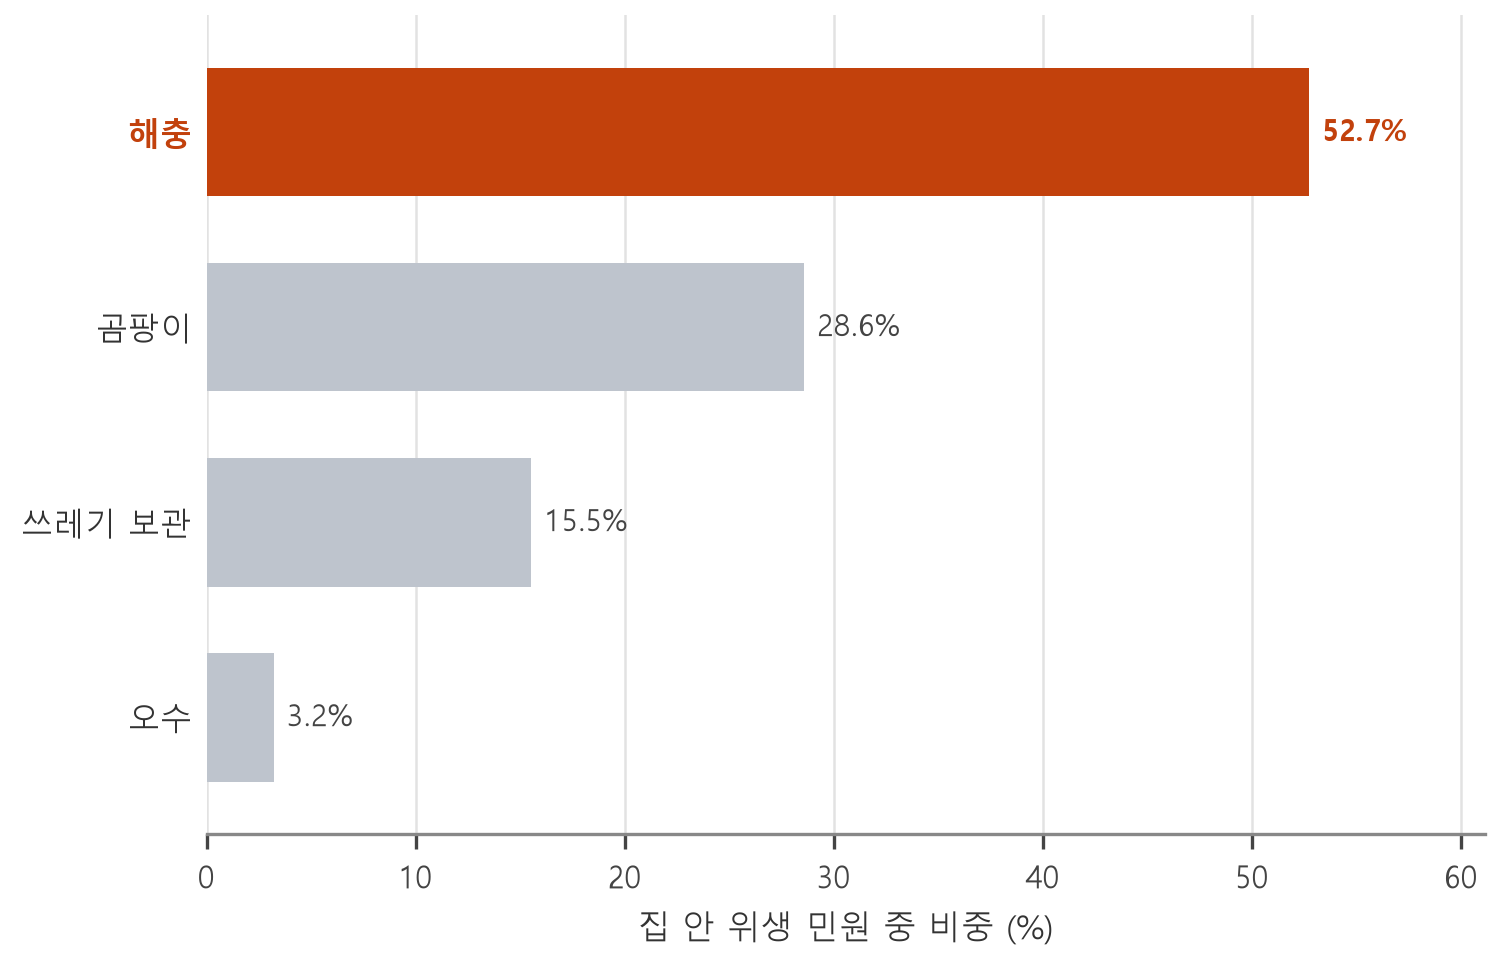 해충 52.7%
곰팡이 28.6%
쓰레기 보관 15.5%
오수 3.2%
0 10 20 30 40 50 60
집 안 위생 민원 중 비중 (%)